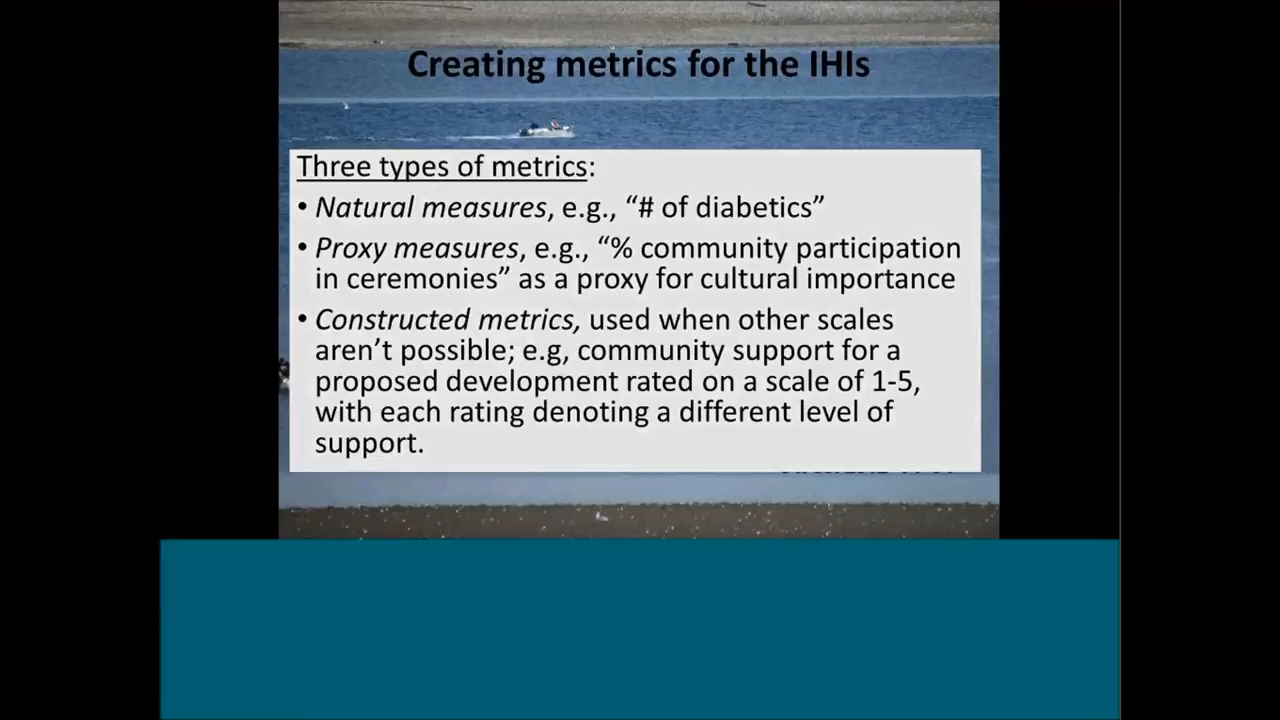 Creating metrics for the IHIs
Three types of metrics:
• Natural measures, e.g., “# of diabetics”
• Proxy measures, e.g., “% community participation
in ceremonies” as a proxy for cultural importance
• Constructed metrics, used when other scales
aren’t possible; e.g, community support for a
proposed development rated on a scale of 1-5,
with each rating denoting a different level of
support.